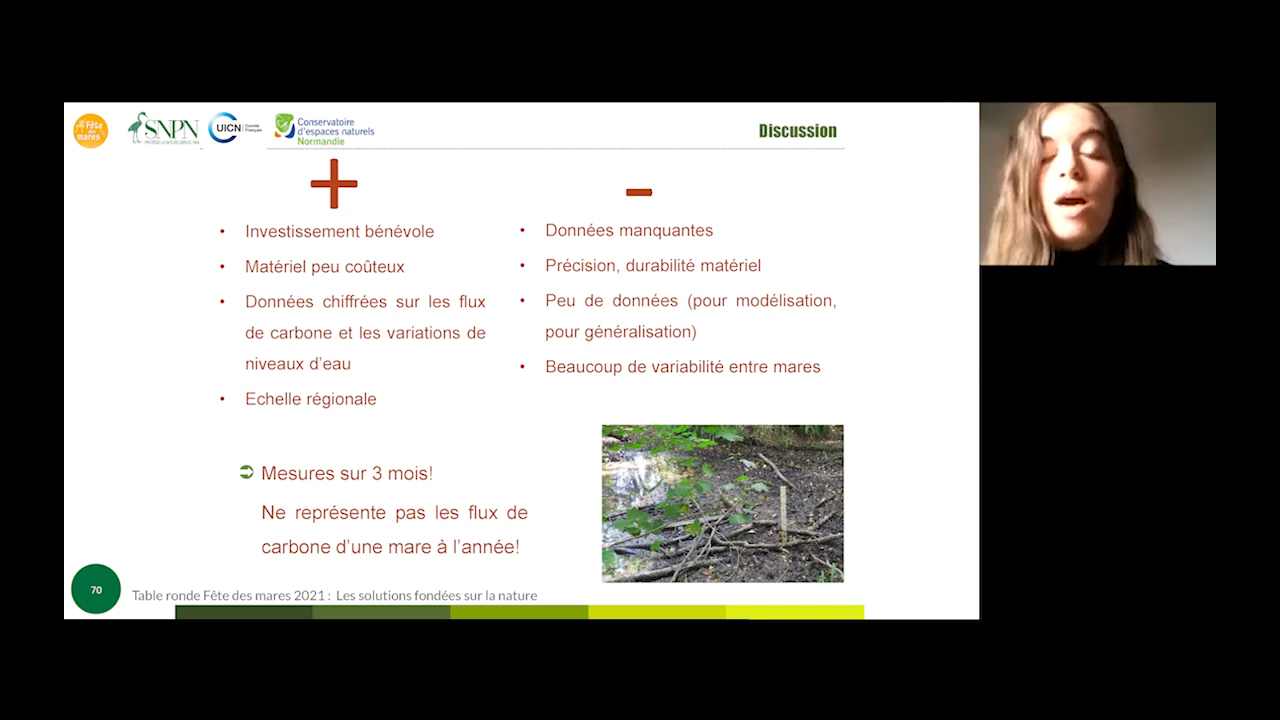 Fête
des
mares
SNPN
UICN
Comité
Français
Conservatoire
d'espaces naturels
Normandie
Discussion
+
-
• Investissement bénévole
• Matériel peu coûteux
• Données chiffrées sur les flux
de carbone et les variations de
niveaux d'eau
• Echelle régionale
• Données manquantes
• Précision, durabilité matériel
• Peu de données (pour modélisation,
pour généralisation)
• Beaucoup de variabilité entre mares
Mesures sur 3 mois!
Ne représente pas les flux de
carbone d'une mare à l'année!
70
Table ronde Fête des mares 2021 : Les solutions fondées sur la nature